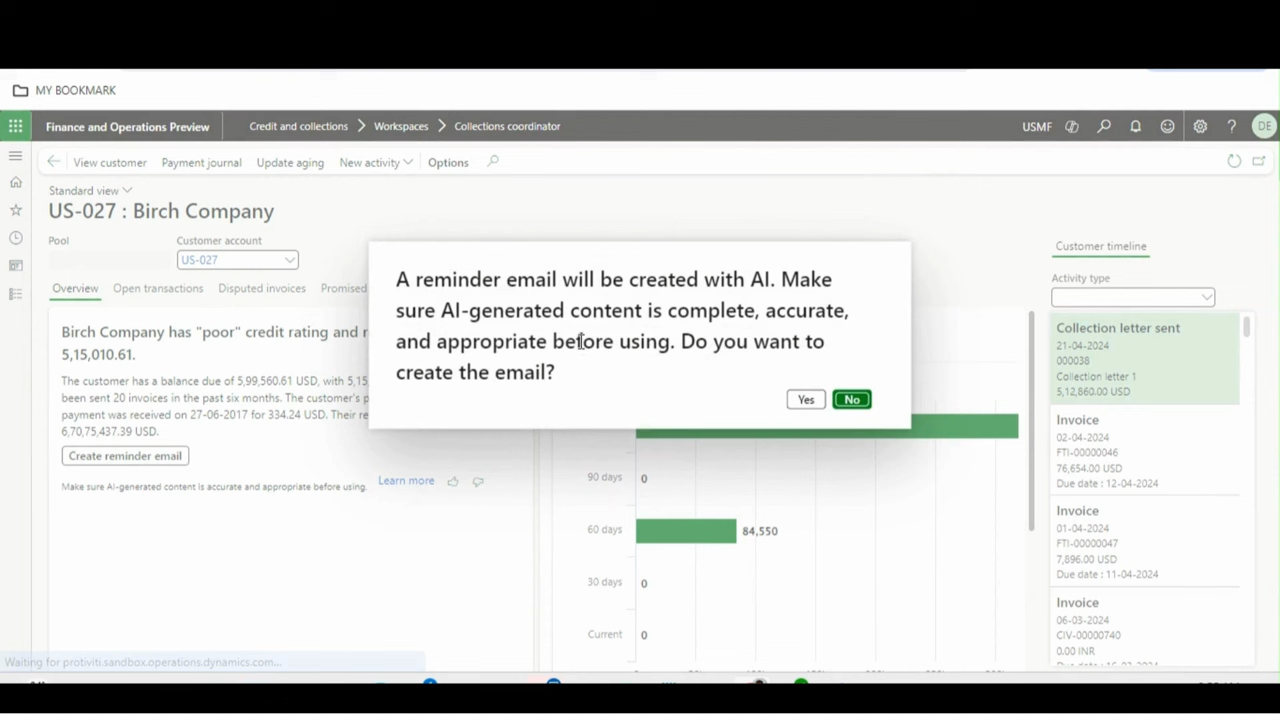 MY BOOKMARK
Finance and Operations Preview
Credit and collections
Workspaces
Collections coordinator
USMF
DE
View customer
Payment journal
Update aging
New activity
Options
Standard view
US-027 : Birch Company
Pool
Customer account
US-027
Overview
Open transactions
Disputed invoices
Promised
Birch Company has "poor" credit rating and r
5,15,010.61.
The customer has a balance due of 5,99,560.61 USD, with 5,15
been sent 20 invoices in the past six months. The customer's p
payment was received on 27-06-2017 for 334.24 USD. Their re
6,70,75,437.39 USD.
Create reminder email
Make sure AI-generated content is accurate and appropriate before using.
Learn more
A reminder email will be created with AI. Make
sure AI-generated content is complete, accurate,
and appropriate before using. Do you want to
create the email?
Yes
No
90 days
0
60 days
84,550
30 days
0
Current
0
Customer timeline
Activity type
Collection letter sent
21-04-2024
000038
Collection letter 1
5,12,860.00 USD
Invoice
02-04-2024
FTI-00000046
76,654.00 USD
Due date : 12-04-2024
Invoice
01-04-2024
FTI-00000047
7,896.00 USD
Due date : 11-04-2024
Invoice
06-03-2024
CIV-00000740
0.00 INR
Waiting for protiviti.sandbox.operations.dynamics.com...